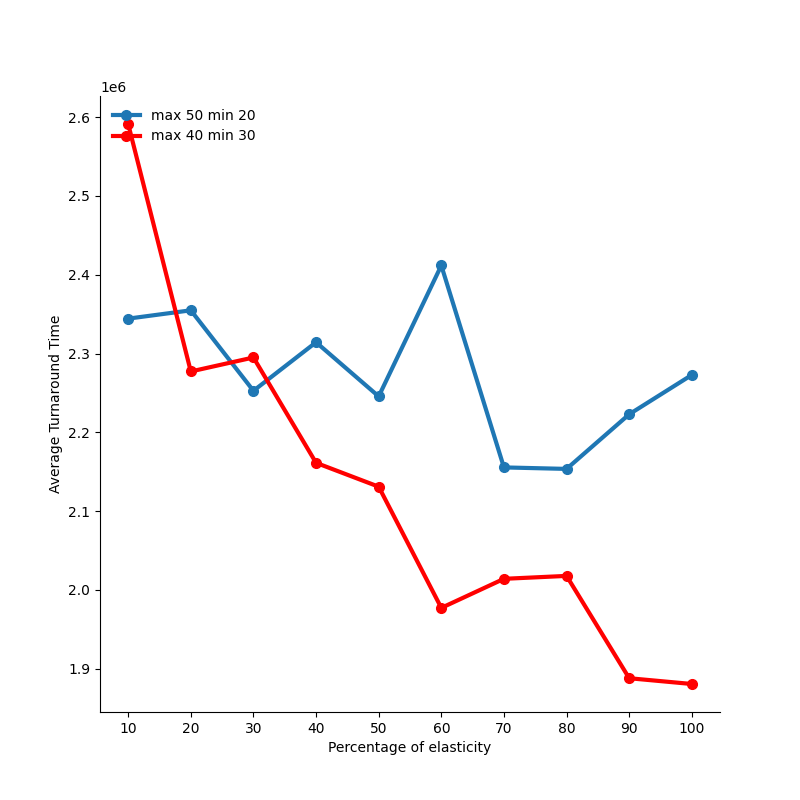 1e6
max 50 min 20
max 40 min 30
2.6
2.5
2.4
2.3
2.2
2.1
2.0
1.9
Average Turnaround Time
10 20 30 40 50 60 70 80 90 100
Percentage of elasticity